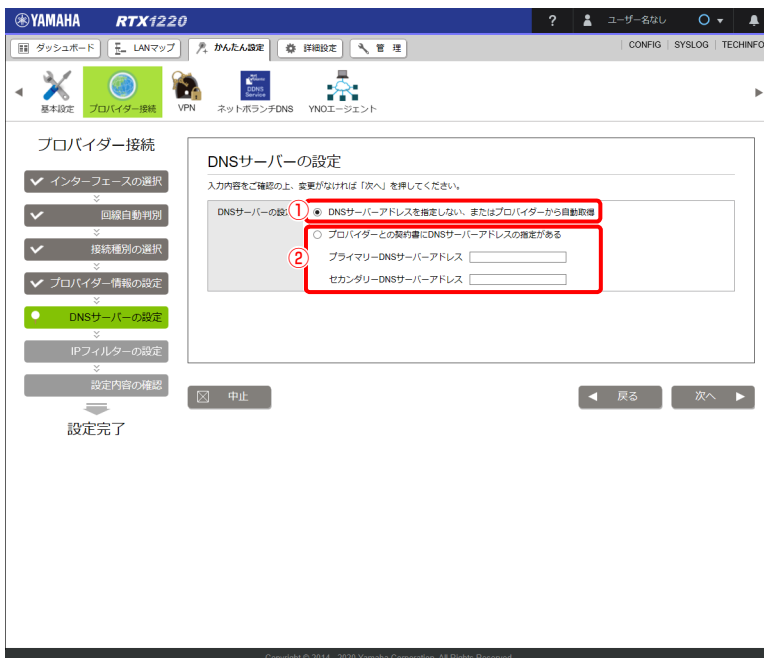 YAMAHA RTX1220 ? ユーザー名なし
ダッシュボード LANマップ かんたん設定 詳細設定 管 理 CONFIG SYSLOG TECHINFO
基本設定 プロバイダー接続 VPN DDNS Service ネットボランチDNS YNOエージェント
プロバイダー接続
インターフェースの選択
回線自動判別
接続種別の選択
プロバイダー情報の設定
DNSサーバーの設定
IPフィルターの設定
設定内容の確認
設定完了
DNSサーバーの設定
入力内容をご確認の上、変更がなければ「次へ」を押してください。
DNSサーバーの設 ① DNSサーバーアドレスを指定しない、またはプロバイダーから自動取得
② プロバイダーとの契約書にDNSサーバーアドレスの指定がある
プライマリーDNSサーバーアドレス
セカンダリーDNSサーバーアドレス
中止 戻る 次へ
Copyright © 2014 - 2020 Yamaha Corporation. All Rights Reserved.